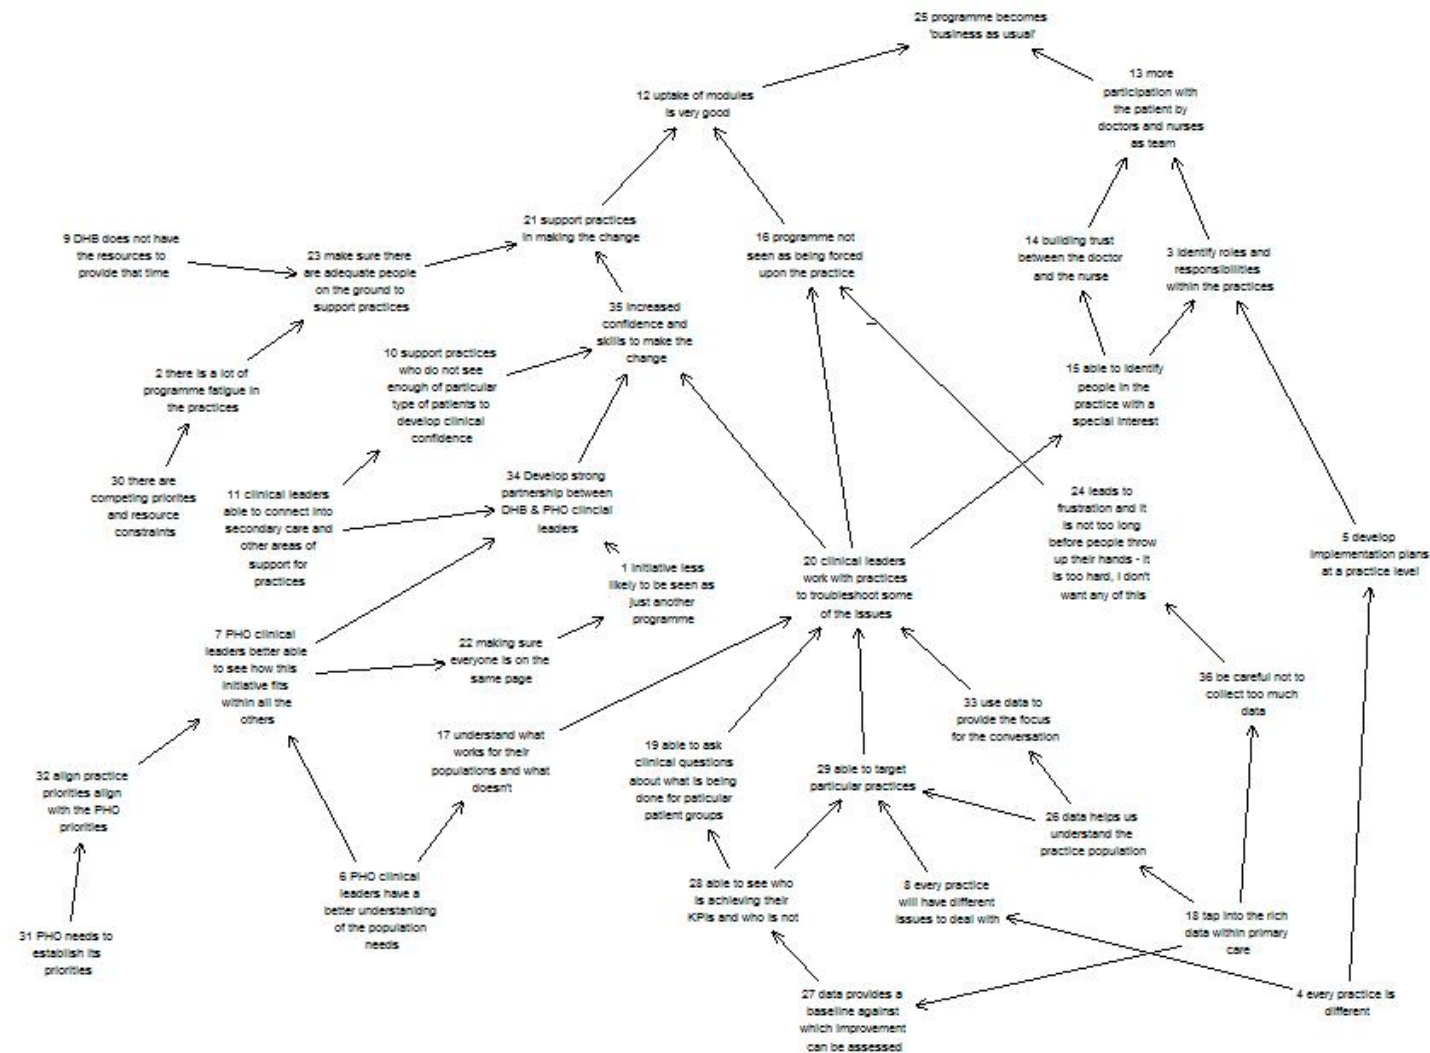 25 programme becomes
'business as usual'
13 more
participation with
the patient by
doctors and nurses
as team
12 uptake of modules
is very good
21 support practices
in making the change
9 DHB does not have
the resources to
provide that time
23 make sure there
are adequate people
on the ground to
support practices
16 programme not
seen as being forced
upon the practice
14 building trust
between the doctor
and the nurse
3 identify roles and
responsibilities
within the practices
35 increased
confidence and
skills to make the
change
10 support practices
who do not see
enough of particular
type of patients to
develop clinical
confidence
2 there is a lot of
programme fatigue in
the practices
15 able to identify
people in the
practice with a
special interest
30 there are
competing priorites
and resource
constraints
11 clinical leaders
able to connect into
secondary care and
other areas of
support for
practices
34 Develop strong
partnership between
DHB & PHO clincial
leaders
24 leads to
frustration and it
is not too long
before people throw
up their hands - it
is too hard, I don't
want any of this
5 develop
implementation plans
at a practice level
1 initiative less
likely to be seen as
just another
programme
20 clinical leaders
work with practices
to troubleshoot some
of the issues
7 PHO clinical
leaders better able
to see how this
initiative fits
within all the
others
22 making sure
everyone is on the
same page
36 be careful not to
collect too much
data
33 use data to
provide the focus
for the conversation
17 understand what
works for their
populations and what
doesn't
19 able to ask
clinical questions
about what is being
done for paticular
patient groups
29 able to target
particular practices
32 align practice
priorities align
with the PHO
priorities
26 data helps us
understand the
practice population
6 PHO clinical
leaders have a
better understanding
of the population
needs
28 able to see who
is achieving their
KPIs and who is not
8 every practice
will have different
issues to deal with
18 tap into the rich
data within primary
care
31 PHO needs to
establish its
priorities
27 data provides a
baseline against
which improvement
can be assessed
4 every practice is
different